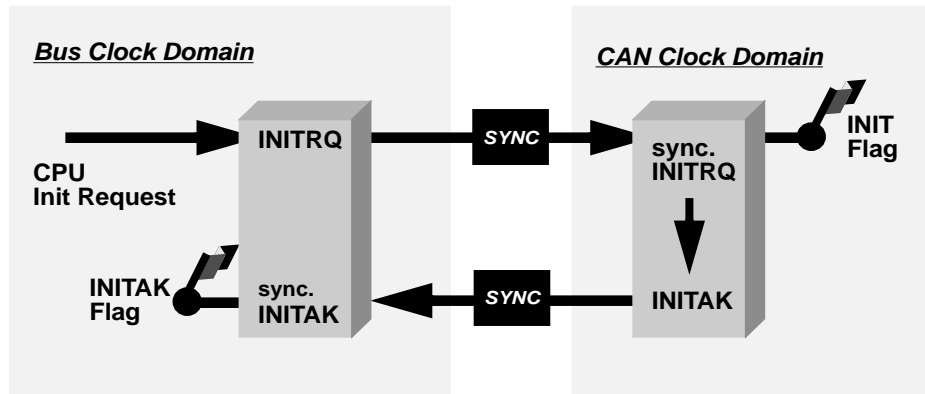 Bus Clock Domain
CAN Clock Domain
INITRQ
SYNC
sync.
INITRQ
INIT
Flag
CPU
Init Request
INITAK
Flag
sync.
INITAK
SYNC
INITAK